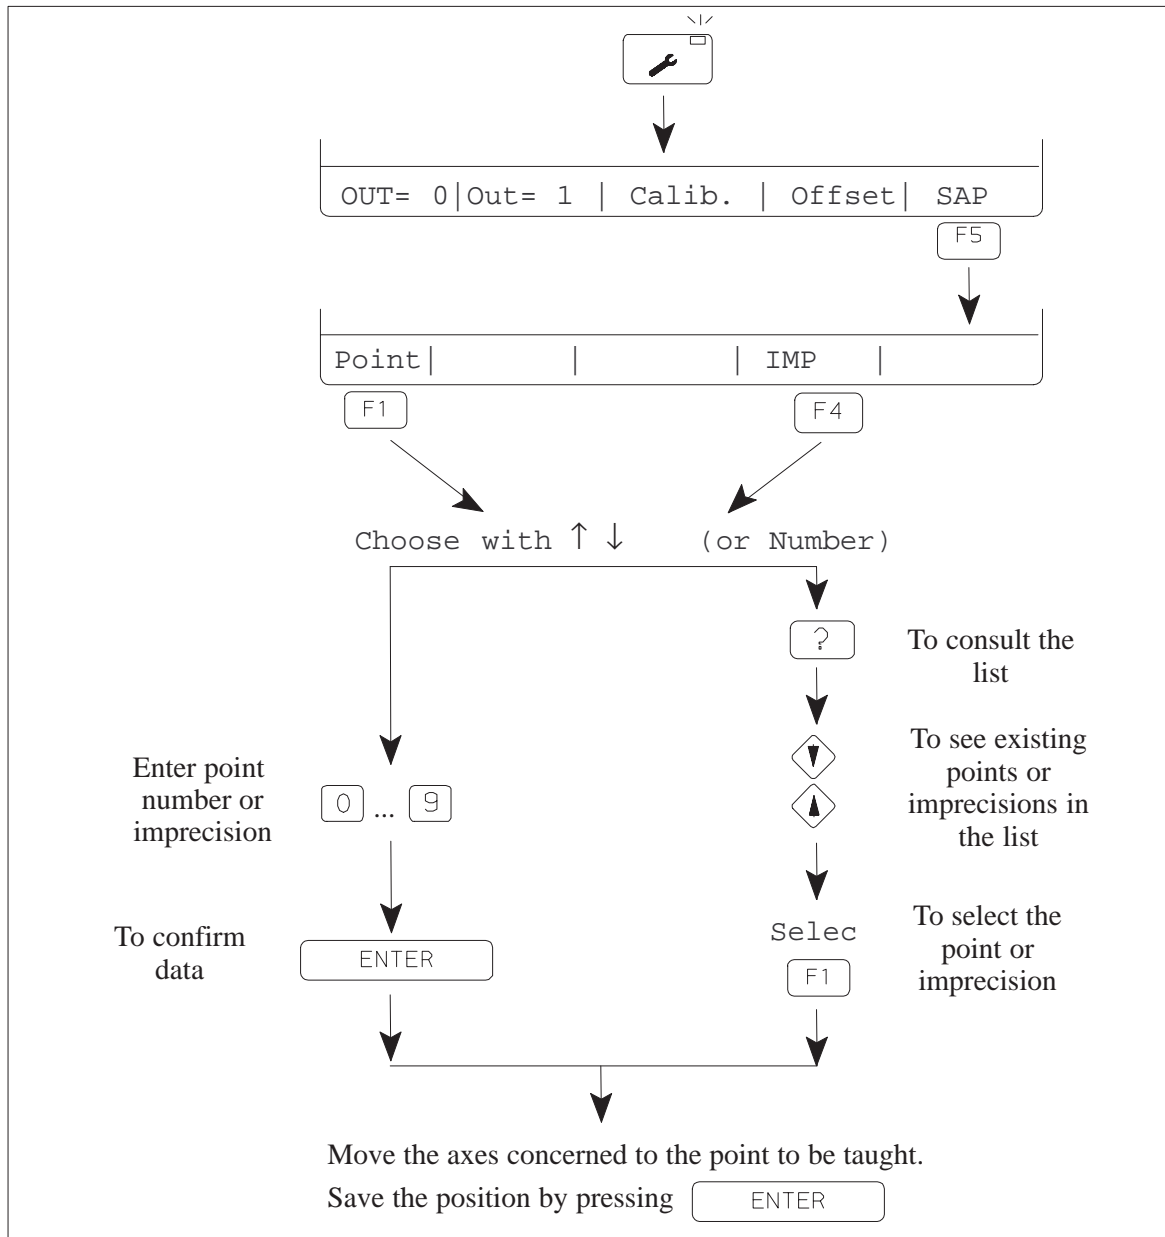 OUT= 0|Out= 1 | Calib. | Offset| SAP
F5
Point| | | IMP |
F1
F4
Choose with ↑ ↓ (or Number)
?
To consult the
list
Enter point
number or
imprecision
0 ... 9
To see existing
points or
imprecisions in
the list
To confirm
data
ENTER
Selec
F1
To select the
point or
imprecision
Move the axes concerned to the point to be taught.
Save the position by pressing ENTER